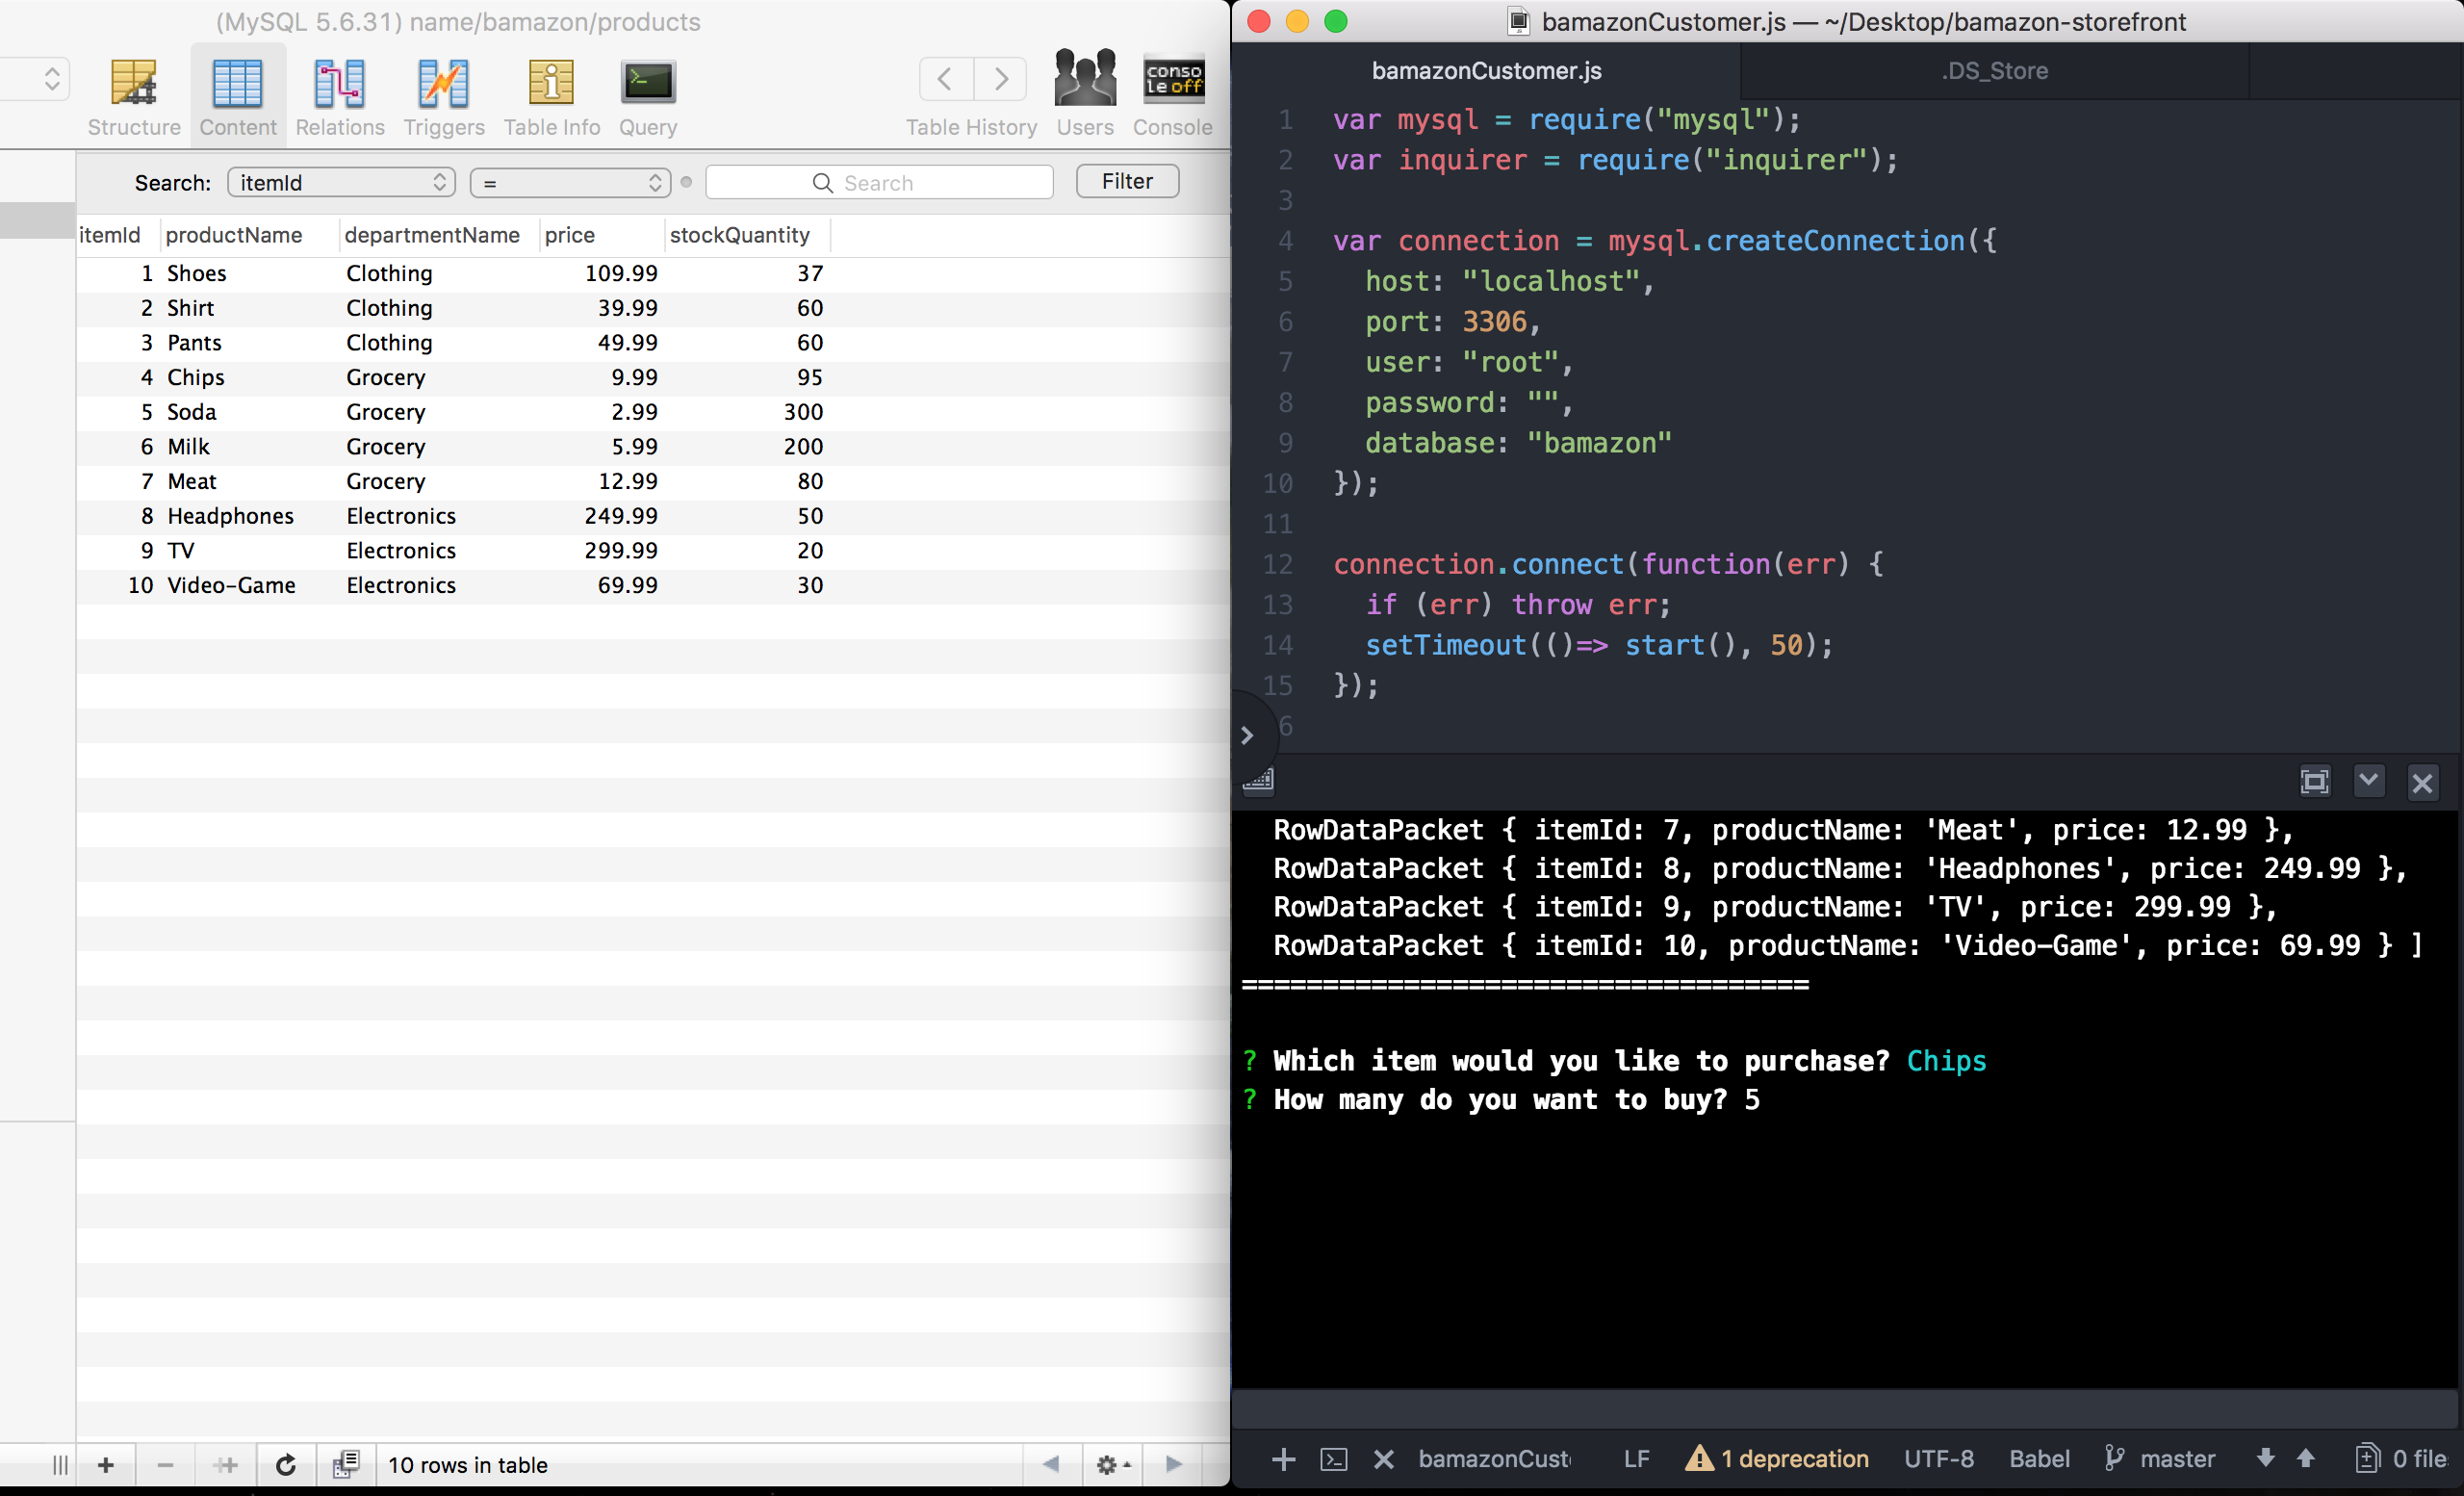 (MySQL 5.6.31) name/bamazon/products
Structure Content Relations Triggers Table Info Query Table History Users Console
conso
le off
Search: itemId = Search Filter
itemId productName departmentName price stockQuantity
1 Shoes Clothing 109.99 37
2 Shirt Clothing 39.99 60
3 Pants Clothing 49.99 60
4 Chips Grocery 9.99 95
5 Soda Grocery 2.99 300
6 Milk Grocery 5.99 200
7 Meat Grocery 12.99 80
8 Headphones Electronics 249.99 50
9 TV Electronics 299.99 20
10 Video-Game Electronics 69.99 30
10 rows in table
bamazonCustomer.js — ~/Desktop/bamazon-storefront
bamazonCustomer.js .DS_Store
1 var mysql = require("mysql");
2 var inquirer = require("inquirer");
3
4 var connection = mysql.createConnection({
5 host: "localhost",
6 port: 3306,
7 user: "root",
8 password: "",
9 database: "bamazon"
10 });
11
12 connection.connect(function(err) {
13 if (err) throw err;
14 setTimeout(()=> start(), 50);
15 });
6
RowDataPacket { itemId: 7, productName: 'Meat', price: 12.99 },
RowDataPacket { itemId: 8, productName: 'Headphones', price: 249.99 },
RowDataPacket { itemId: 9, productName: 'TV', price: 299.99 },
RowDataPacket { itemId: 10, productName: 'Video-Game', price: 69.99 } ]
===================================
? Which item would you like to purchase? Chips
? How many do you want to buy? 5
bamazonCust LF 1 deprecation UTF-8 Babel master 0 file